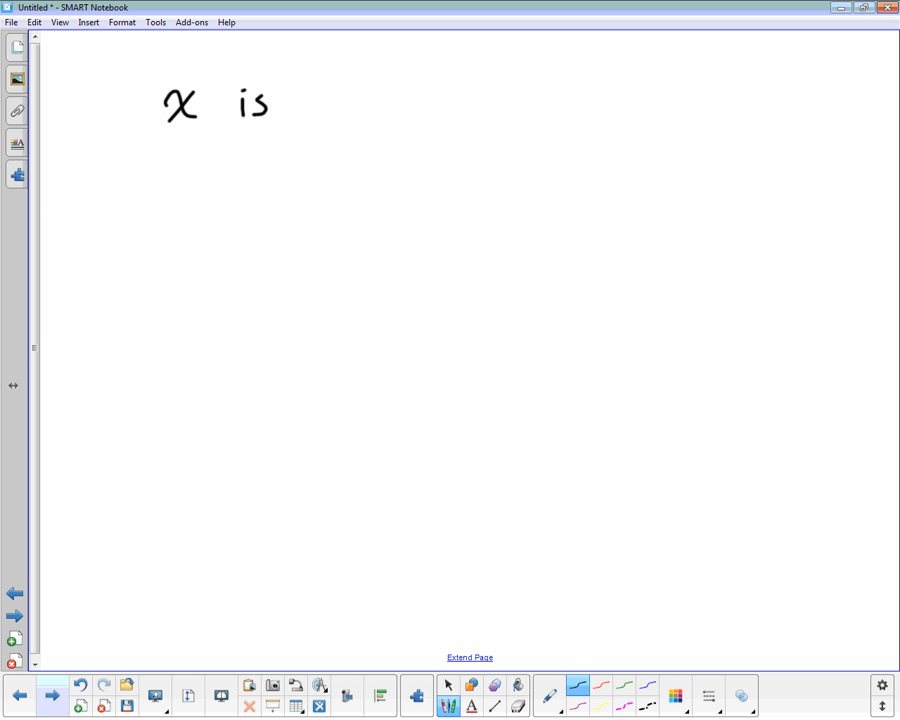 Untitled * - SMART Notebook
File Edit View Insert Format Tools Add-ons Help
x is
Extend Page